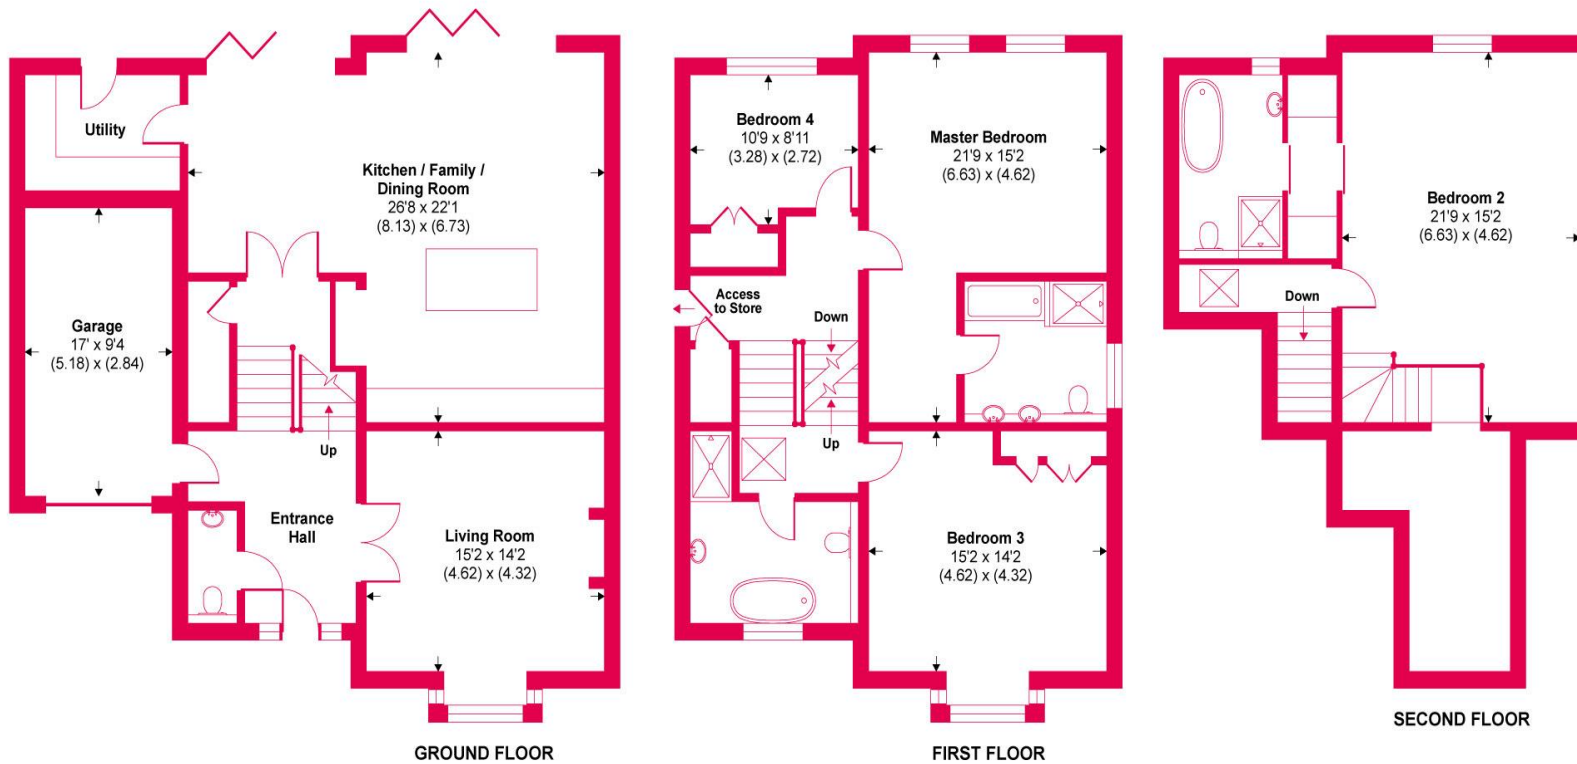 Utility
Kitchen / Family /
Dining Room
26'8 x 22'1
(8.13) x (6.73)
Garage
17' x 9'4
(5.18) x (2.84)
Up
Entrance
Hall
Living Room
15'2 x 14'2
(4.62) x (4.32)
GROUND FLOOR
Bedroom 4
10'9 x 8'11
(3.28) x (2.72)
Master Bedroom
21'9 x 15'2
(6.63) x (4.62)
Access
to Store
Down
Up
Bedroom 3
15'2 x 14'2
(4.62) x (4.32)
FIRST FLOOR
Bedroom 2
21'9 x 15'2
(6.63) x (4.62)
Down
SECOND FLOOR